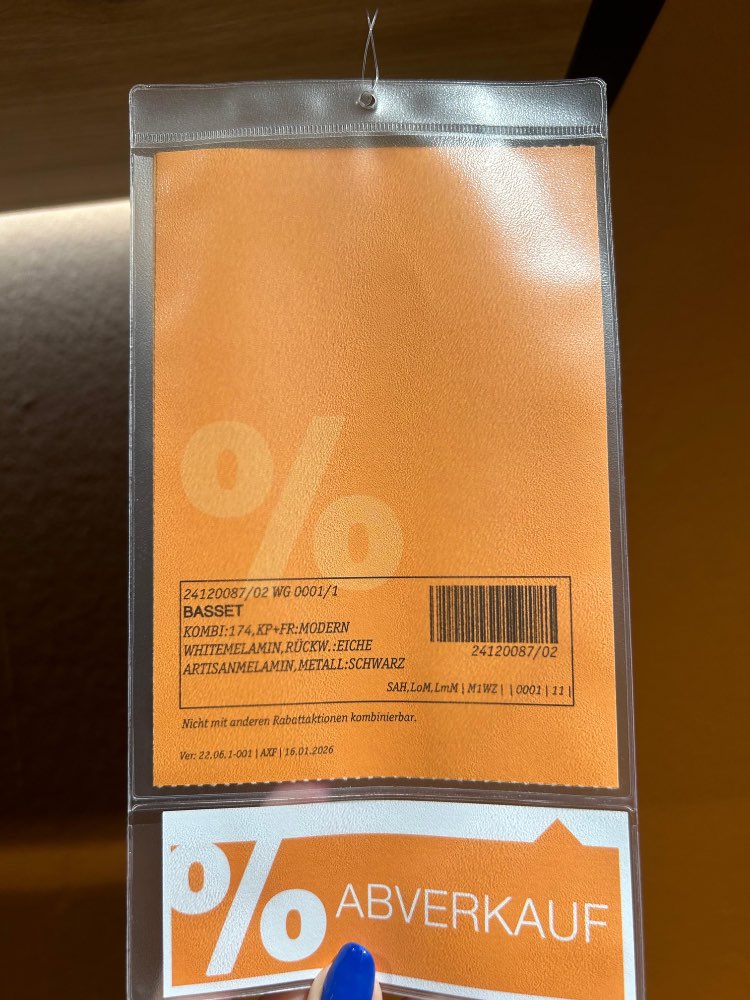 %
24120087/02 WG 0001/1
BASSET
KOMBI:174,KP+FR:MODERN
WHITEMELAMIN,RÜCKW.:EICHE
ARTISANMELAMIN,METALL:SCHWARZ
24120087/02
SAH,LoM,LmM | M1WZ | | 0001 | 11 |
Nicht mit anderen Rabattaktionen kombinierbar.
Ver: 22.06.1-001 | AXF | 16.01.2026
% ABVERKAUF